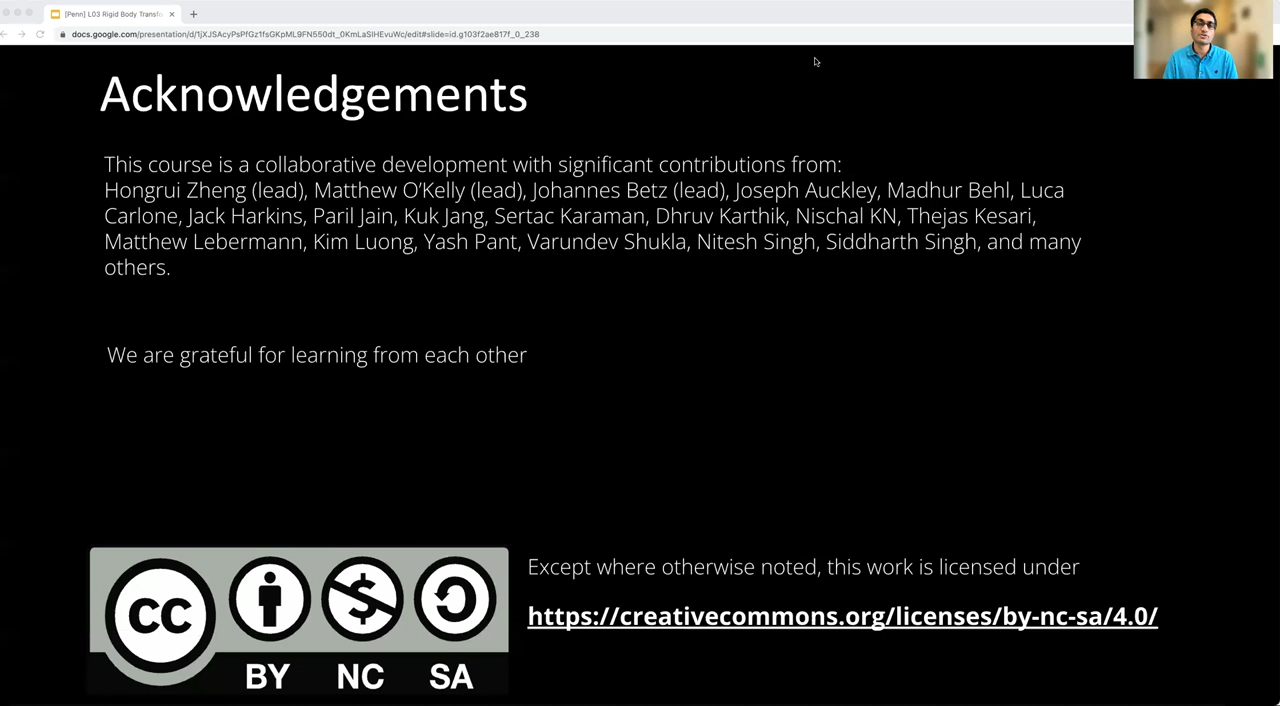 [Penn] L03 Rigid Body Transfo
docs.google.com/presentation/d/1jXJSAcyPsPfGz1fsGKpML9FN550dt_0KmLaSlHEvuWc/edit#slide=id.g103f2ae817f_0_238
Acknowledgements
This course is a collaborative development with significant contributions from:
Hongrui Zheng (lead), Matthew O’Kelly (lead), Johannes Betz (lead), Joseph Auckley, Madhur Behl, Luca
Carlone, Jack Harkins, Paril Jain, Kuk Jang, Sertac Karaman, Dhruv Karthik, Nischal KN, Thejas Kesari,
Matthew Lebermann, Kim Luong, Yash Pant, Varundev Shukla, Nitesh Singh, Siddharth Singh, and many
others.
We are grateful for learning from each other
Except where otherwise noted, this work is licensed under
https://creativecommons.org/licenses/by-nc-sa/4.0/
CC
BY NC SA